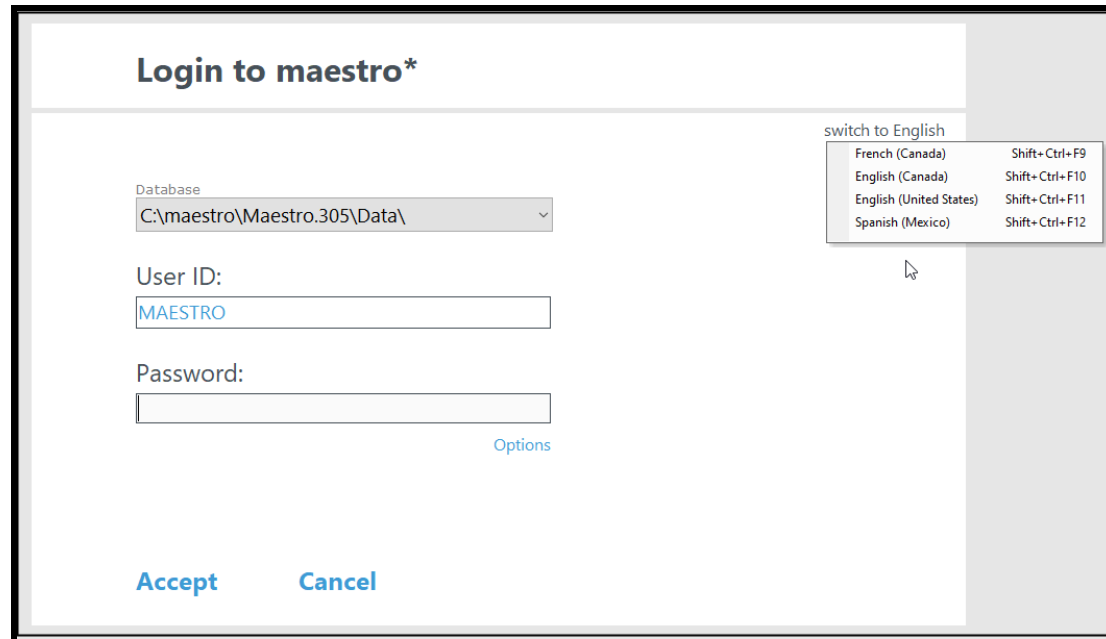 Login to maestro*
switch to English
French (Canada) Shift+Ctrl+F9
English (Canada) Shift+Ctrl+F10
English (United States) Shift+Ctrl+F11
Spanish (Mexico) Shift+Ctrl+F12
Database
C:\maestro\Maestro.305\Data\
User ID:
MAESTRO
Password:
Options
Accept Cancel